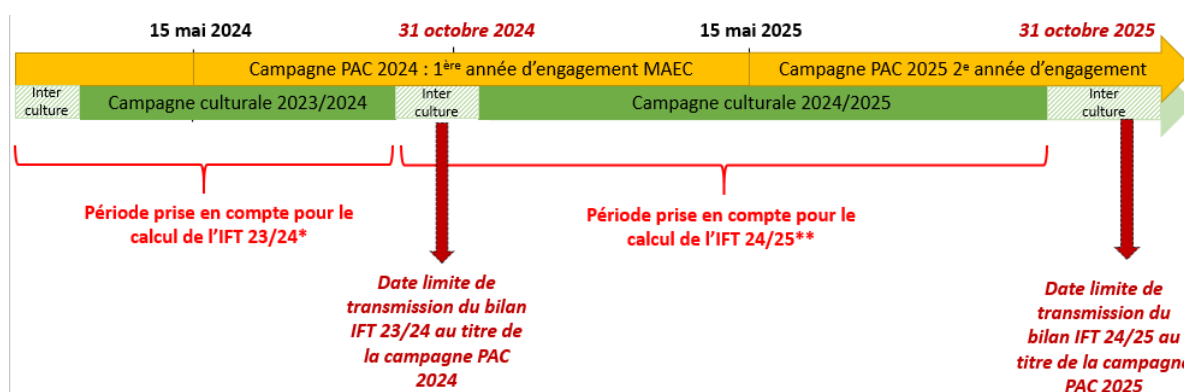 15 mai 2024
31 octobre 2024
15 mai 2025
31 octobre 2025
Campagne PAC 2024 : 1ère année d’engagement MAEC
Campagne PAC 2025 2e année d’engagement
Inter
culture
Campagne culturale 2023/2024
Inter
culture
Campagne culturale 2024/2025
Inter
culture
Période prise en compte pour le
calcul de l’IFT 23/24*
Période prise en compte pour le
calcul de l’IFT 24/25**
Date limite de
transmission du bilan
IFT 23/24 au titre de
la campagne PAC
2024
Date limite de
transmission du
bilan IFT 24/25 au
titre de la campagne
PAC 2025